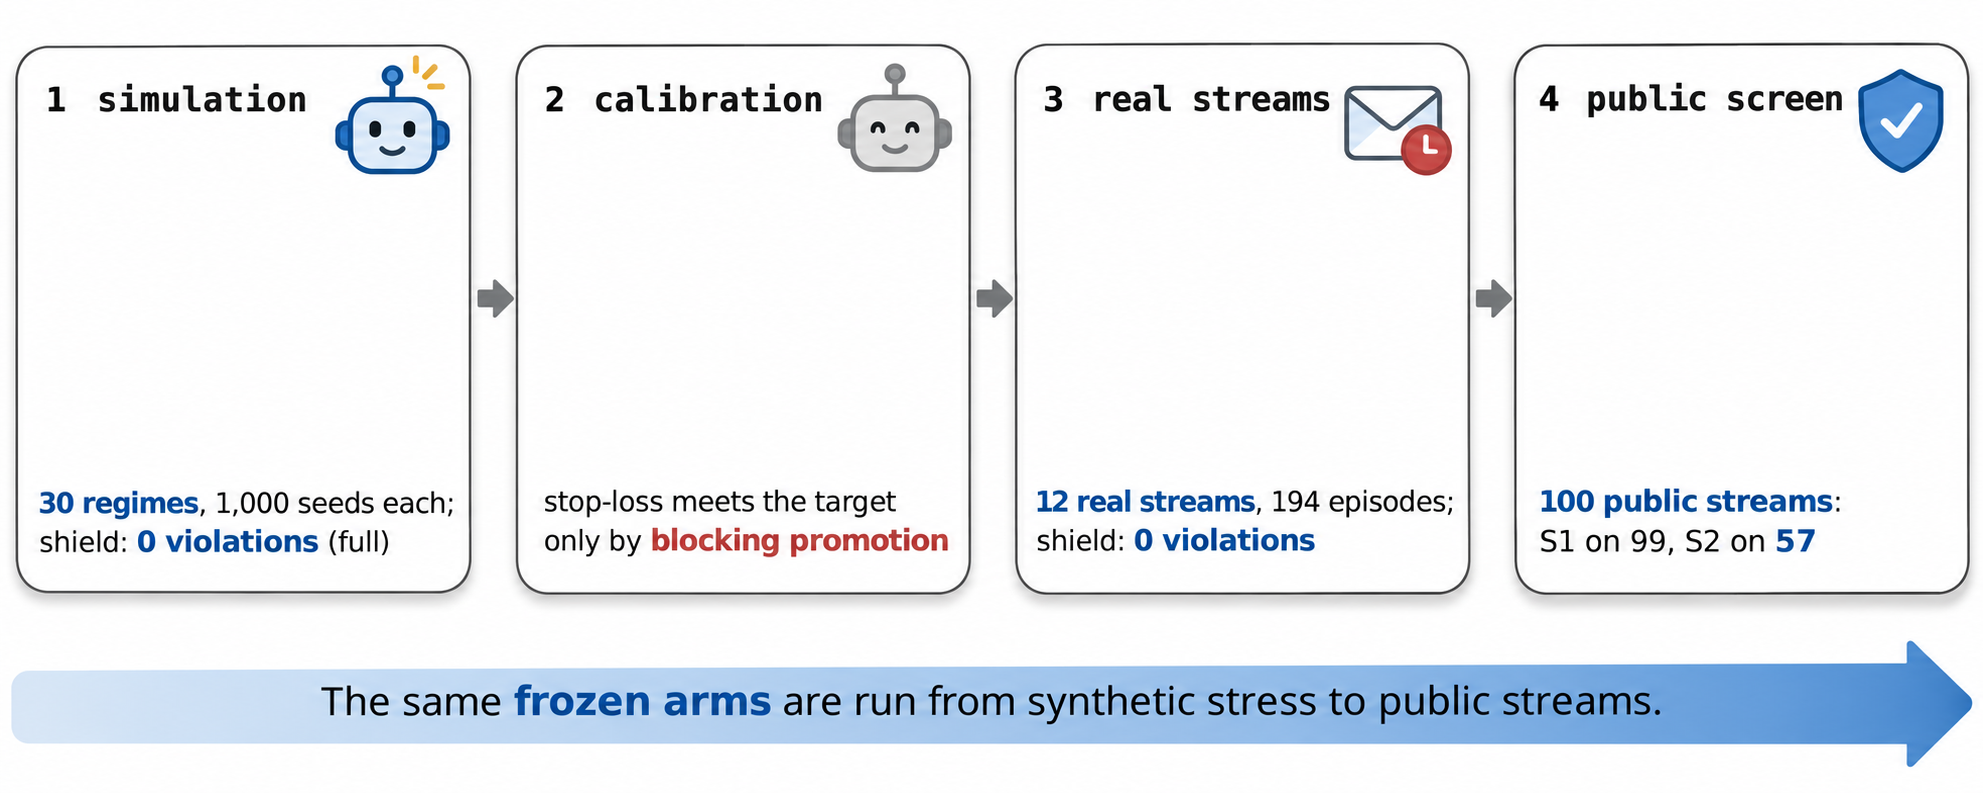 1 simulation
30 regimes, 1,000 seeds each;
shield: 0 violations (full)
2 calibration
stop-loss meets the target
only by blocking promotion
3 real streams
12 real streams, 194 episodes;
shield: 0 violations
4 public screen
100 public streams:
S1 on 99, S2 on 57
The same frozen arms are run from synthetic stress to public streams.